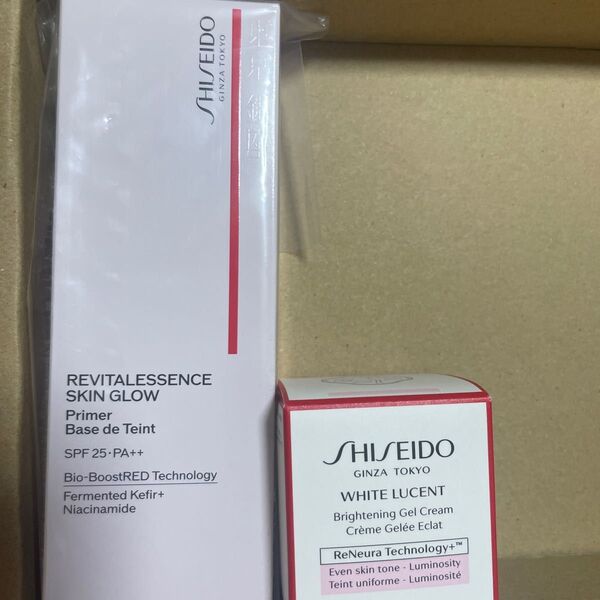 SHISEIDO
GINZA TOKYO
REVITALESSENCE
SKIN GLOW
Primer
Base de Teint
SPF 25・PA++
Bio-BoostRED Technology
Fermented Kefir+
Niacinamide
SHISEIDO
GINZA TOKYO
WHITE LUCENT
Brightening Gel Cream
Crème Gelée Eclat
ReNeura Technology+™
Even skin tone - Luminosity
Teint uniforme - Luminosité